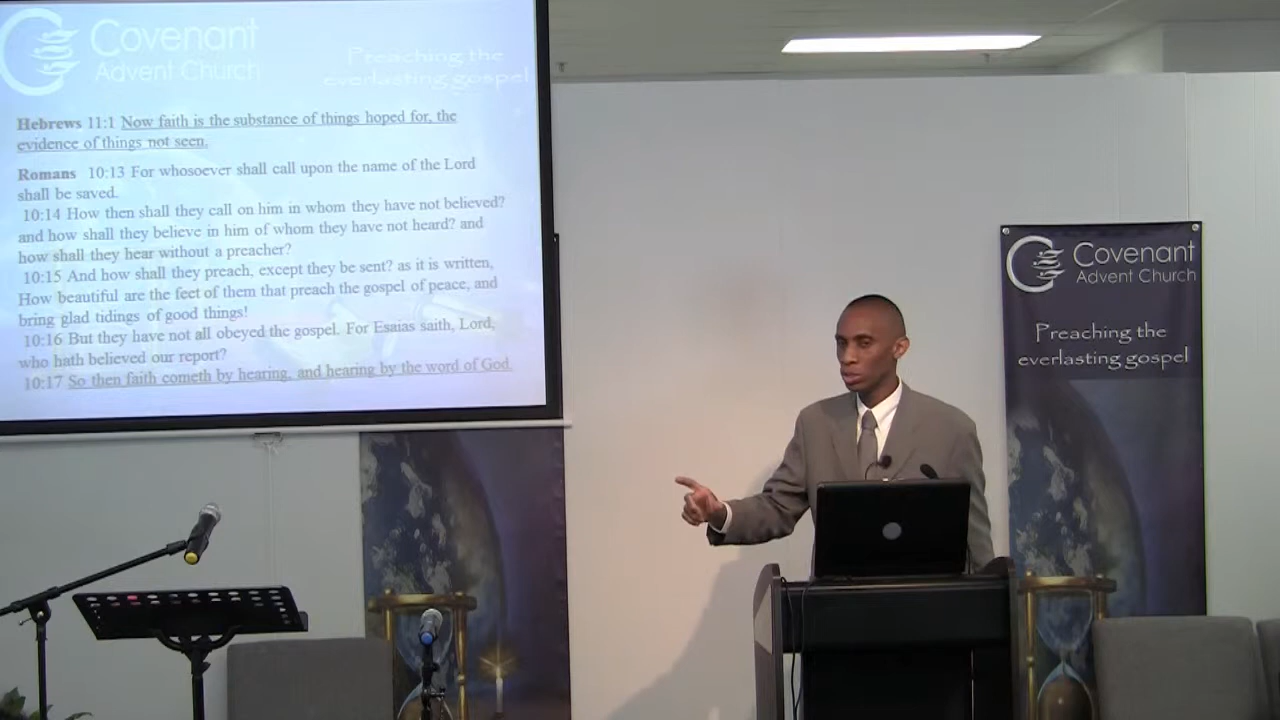 Covenant
Advent Church
Preaching the
everlasting gospel
Hebrews 11:1 Now faith is the substance of things hoped for, the
evidence of things not seen.
Romans 10:13 For whosoever shall call upon the name of the Lord
shall be saved.
10:14 How then shall they call on him in whom they have not believed?
and how shall they believe in him of whom they have not heard? and
how shall they hear without a preacher?
10:15 And how shall they preach, except they be sent? as it is written,
How beautiful are the feet of them that preach the gospel of peace, and
bring glad tidings of good things!
10:16 But they have not all obeyed the gospel. For Esaias saith, Lord,
who hath believed our report?
10:17 So then faith cometh by hearing, and hearing by the word of God.
Covenant
Advent Church
Preaching the
everlasting gospel